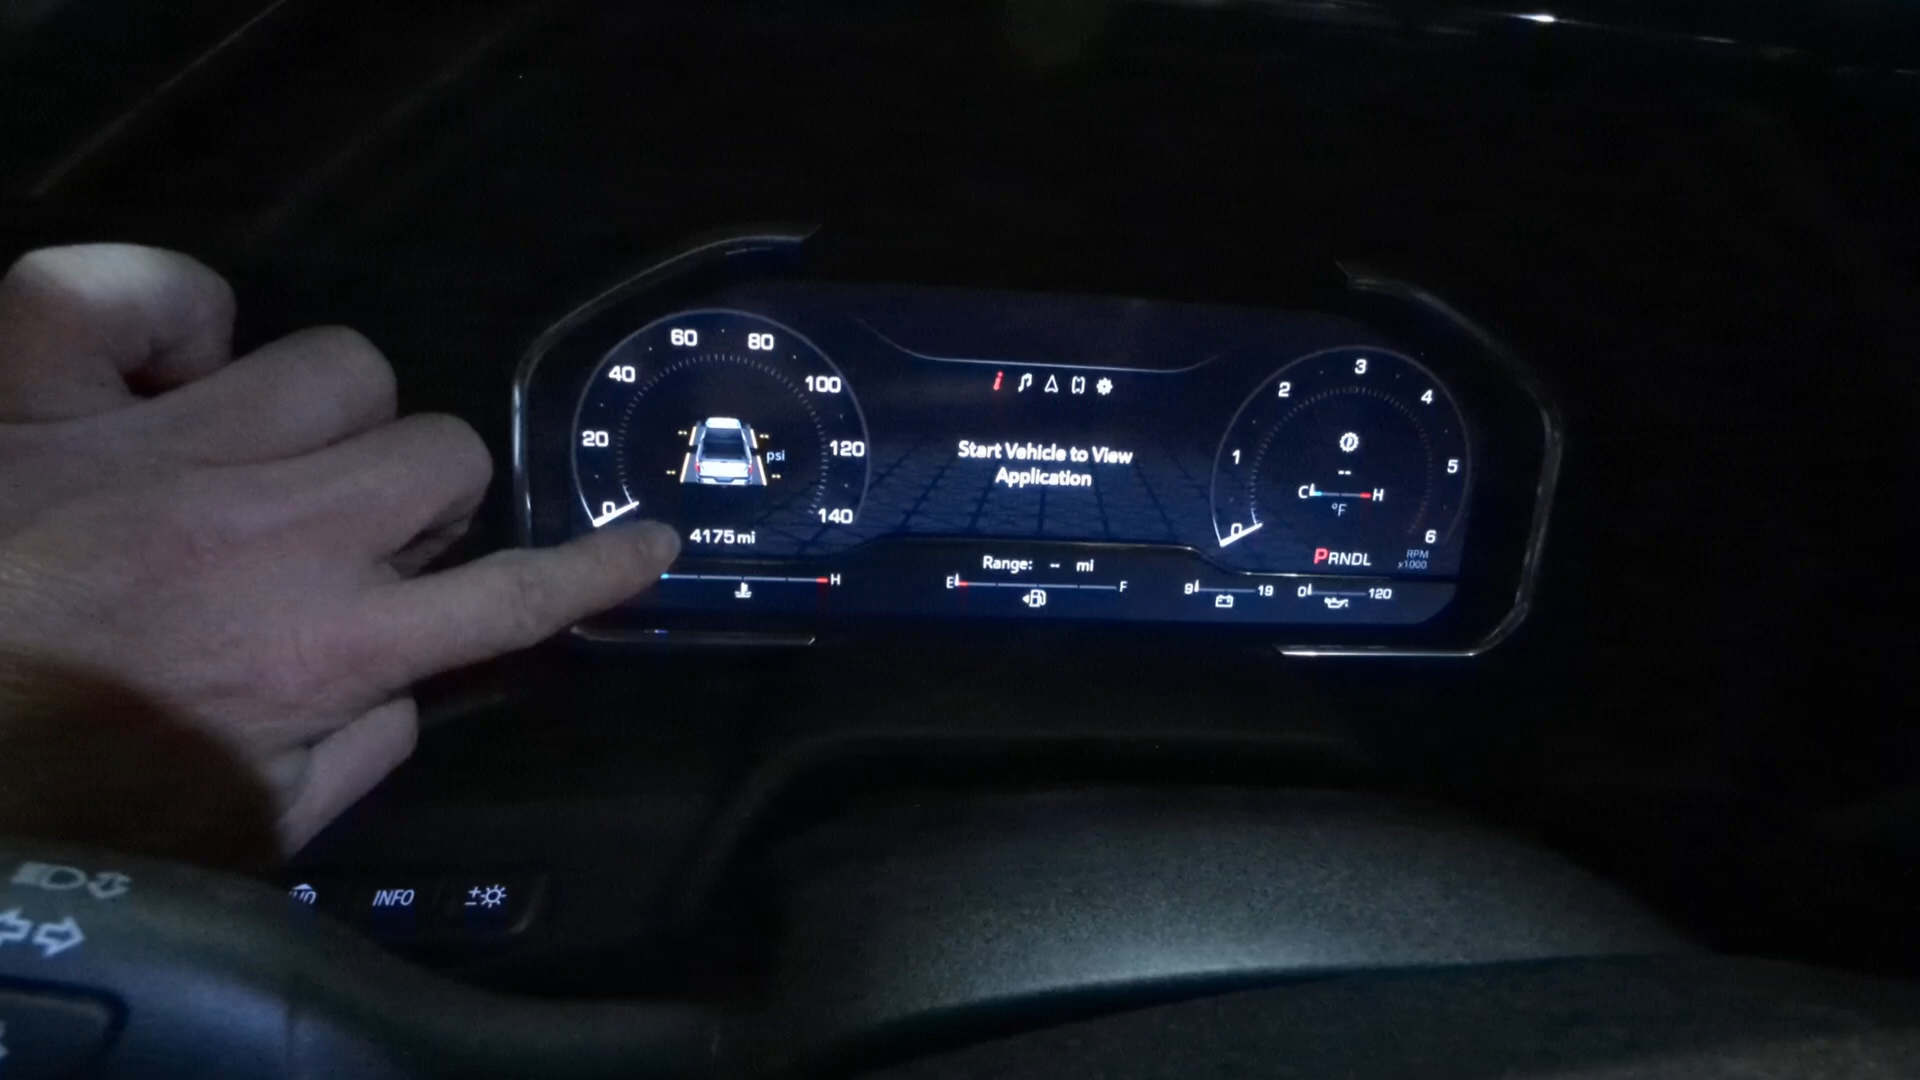 60 80
40 100
20 120
0 140
-- --
-- --
psi
4175 mi
H
Start Vehicle to View
Application
Range: -- mi
E F
9 19
0 120
3
2 4
1 5
0 6
--
C H
°F
PRNDL
RPM
x1000
INFO
±